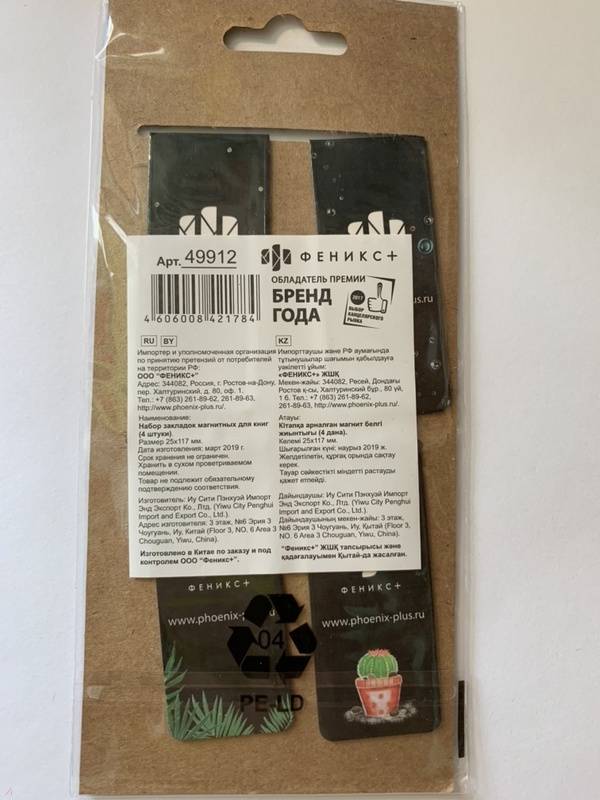 Арт. 49912
ФЕНИКС+
ОБЛАДАТЕЛЬ ПРЕМИИ
БРЕНД
ГОДА
2017
ВЫБОР
КАНЦЕЛЯРСКОГО
РЫНКА
4 606008 421784
RU BY
Импортер и уполномоченная организация
по принятию претензий от потребителей
на территории РФ:
ООО "ФЕНИКС+"
Адрес: 344082, Россия, г. Ростов-на-Дону,
пер. Халтуринский, д. 80, оф. 1.
Тел.: +7 (863) 261-89-62, 261-89-63,
http://www.phoenix-plus.ru/.
Наименование:
Набор закладок магнитных для книг
(4 штуки).
Размер 25х117 мм.
Дата изготовления: март 2019 г.
Срок хранения не ограничен.
Хранить в сухом проветриваемом
помещении.
Товар не подлежит обязательному
подтверждению соответствия.
Изготовитель: Иу Сити Пэнхуэй Импорт
Энд Экспорт Ко., Лтд. (Yiwu City Penghui
Import and Export Co., Ltd.).
Адрес изготовителя: 3 этаж, №6 Эрия 3
Чоугуань, Иу, Китай (Floor 3, NO. 6 Area 3
Chouguan, Yiwu, China).
Изготовлено в Китае по заказу и под
контролем ООО "Феникс+".
KZ
Импорттаушы және РФ аумағында
тұтынушылар шағымын қабылдауға
уәкілетті ұйым:
«ФЕНИКС+» ЖШҚ
Мекен-жайы: 344082, Ресей, Дондағы
Ростов қ-сы, Халтуринский бұр., 80 үй,
1 б. Тел.: +7 (863) 261-89-62,
261-89-63, http://www.phoenix-plus.ru/.
Атауы:
Кітапқа арналған магнит белгі
жиынтығы (4 дана).
Көлемі 25х117 мм.
Шығарылған күні: наурыз 2019 ж.
Желдетілетін, құрғақ орында сақтау
керек.
Тауар сәйкестікті міндетті растауды
қажет етпейді.
Дайындаушы: Иу Сити Пэнхуэй Импорт
Энд Экспорт Ко., Лтд. (Yiwu City Penghui
Import and Export Co., Ltd.).
Дайындаушының мекен-жайы: 3 этаж,
№6 Эрия 3 Чоугуань, Иу, Қытай (Floor 3,
NO. 6 Area 3 Chouguan, Yiwu, China).
"Феникс+" ЖШҚ тапсырысы және
қадағалауымен Қытай-да жасалған.
us.ru
ФЕНИКС+
www.phoenix-plus.ru
ФЕНИКС+
www.phoenix-plus.ru
04
PE-LD